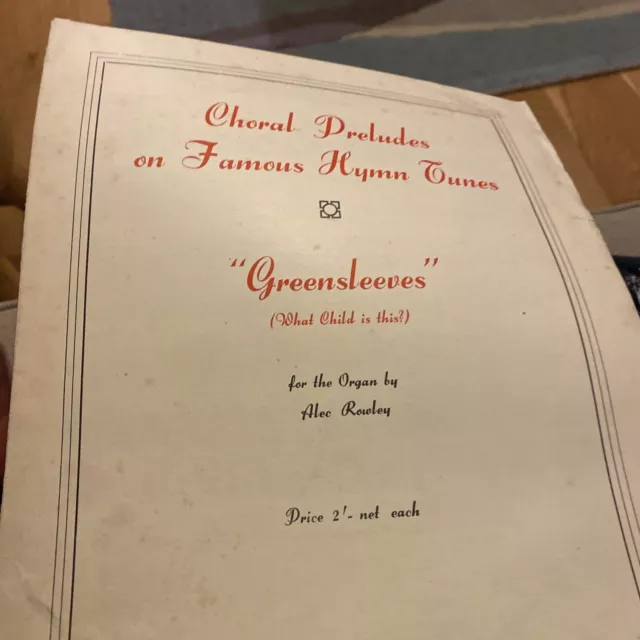 Choral Preludes
on Famous Hymn Tunes
"Greensleeves"
(What Child is this?)
for the Organ by
Alec Rowley
Price 2/- net each